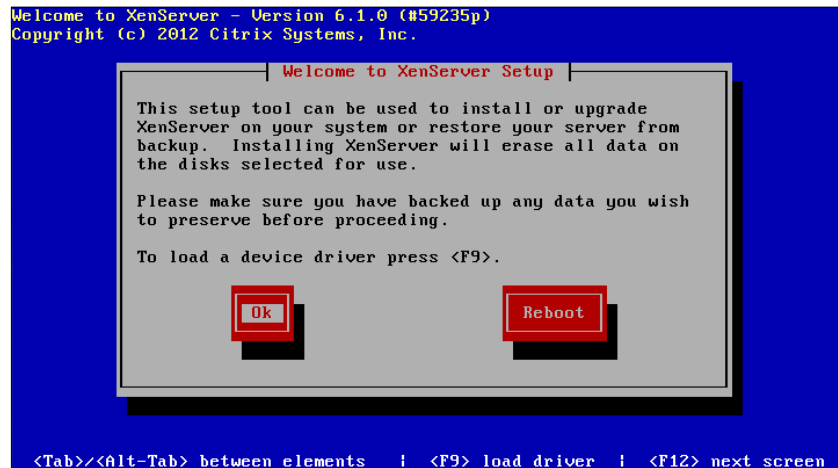 Welcome to XenServer - Version 6.1.0 (#59235p)
Copyright (c) 2012 Citrix Systems, Inc.
Welcome to XenServer Setup
This setup tool can be used to install or upgrade
XenServer on your system or restore your server from
backup.  Installing XenServer will erase all data on
the disks selected for use.
Please make sure you have backed up any data you wish
to preserve before proceeding.
To load a device driver press <F9>.
Ok Reboot
<Tab>/<Alt-Tab> between elements | <F9> load driver | <F12> next screen